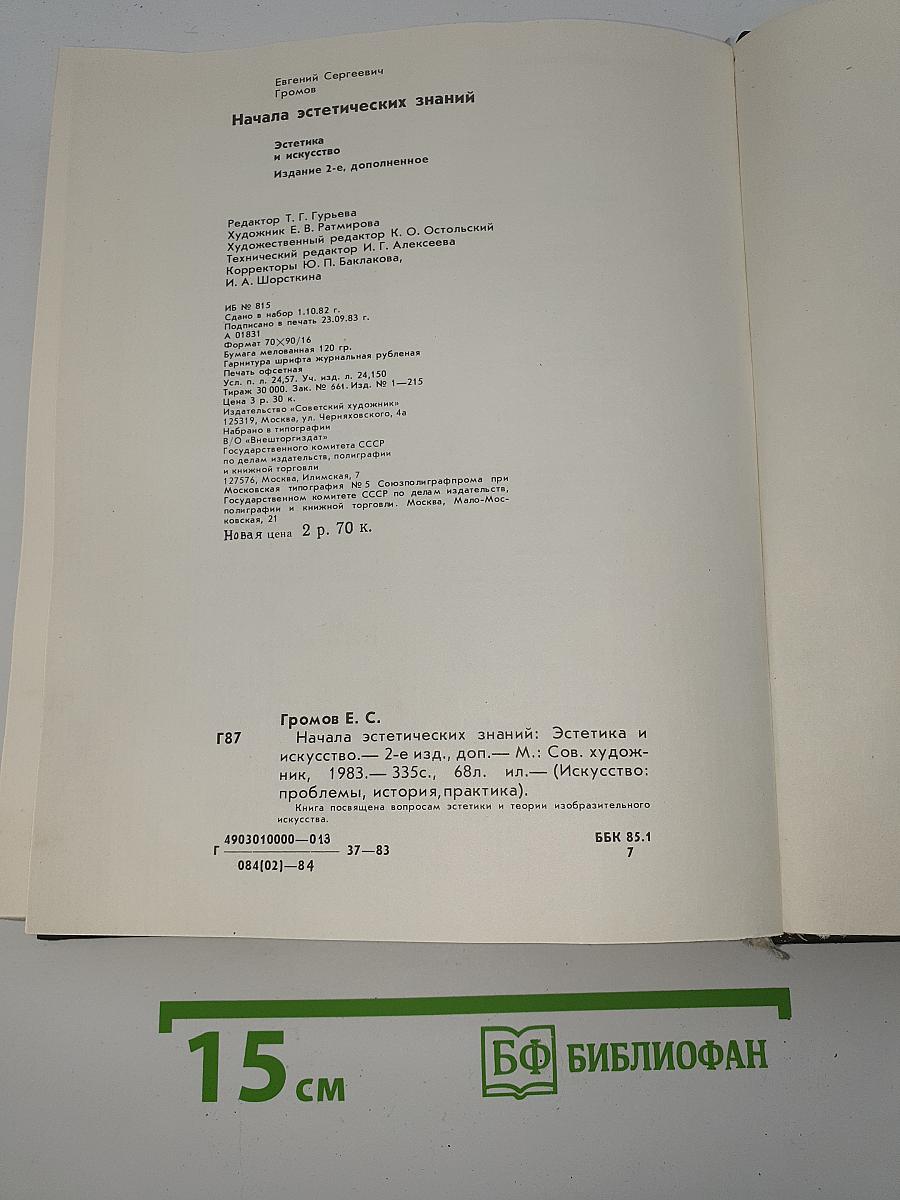 Евгений Сергеевич
Громов
Начала эстетических знаний
Эстетика
и искусство
Издание 2-е, дополненное
Редактор Т. Г. Гурьева
Художник Е. В. Ратмирова
Художественный редактор К. О. Остольский
Технический редактор И. Г. Алексеева
Корректоры Ю. П. Баклакова,
И. А. Шорсткина
ИБ № 815
Сдано в набор 1.10.82 г.
Подписано в печать 23.09.83 г.
А 01831
Формат 70×90/16
Бумага мелованная 120 гр.
Гарнитура шрифта журнальная рубленая
Печать офсетная
Усл. п. л. 24,57. Уч. изд. л. 24,150
Тираж 30 000. Зак. № 661. Изд. № 1—215
Цена 3 р. 30 к.
Издательство «Советский художник»
125319, Москва, ул. Черняховского, 4а
Набрано в типографии
В/О «Внешторгиздат»
Государственного комитета СССР
по делам издательств, полиграфии
и книжной торговли
127576, Москва, Илимская, 7
Московская типография № 5 Союзполиграфпрома при
Государственном комитете СССР по делам издательств,
полиграфии и книжной торговли. Москва, Мало-Мос-
ковская, 21
Новая цена 2 р. 70 к.
Громов Е. С.
Г87 Начала эстетических знаний: Эстетика и
искусство.— 2-е изд., доп.— М.: Сов. худож-
ник, 1983.— 335с., 68л. ил.— (Искусство:
проблемы, история, практика).
Книга посвящена вопросам эстетики и теории изобразительного
искусства.
4903010000—013
Г 37—83
084(02)—84
ББК 85.1
7
15 см
БФ БИБЛИОФАН